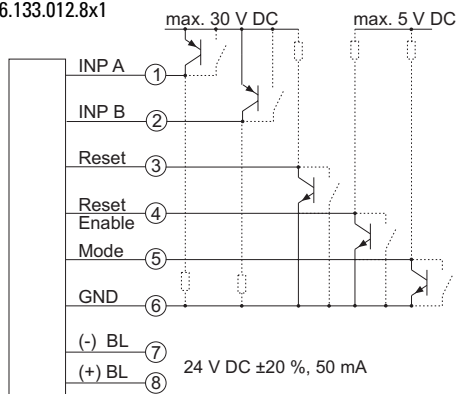 6.133.012.8x1
max. 30 V DC
max. 5 V DC
INP A
1
INP B
2
Reset
3
Reset
Enable
4
Mode
5
GND
6
(-) BL
7
24 V DC ±20 %, 50 mA
(+) BL
8